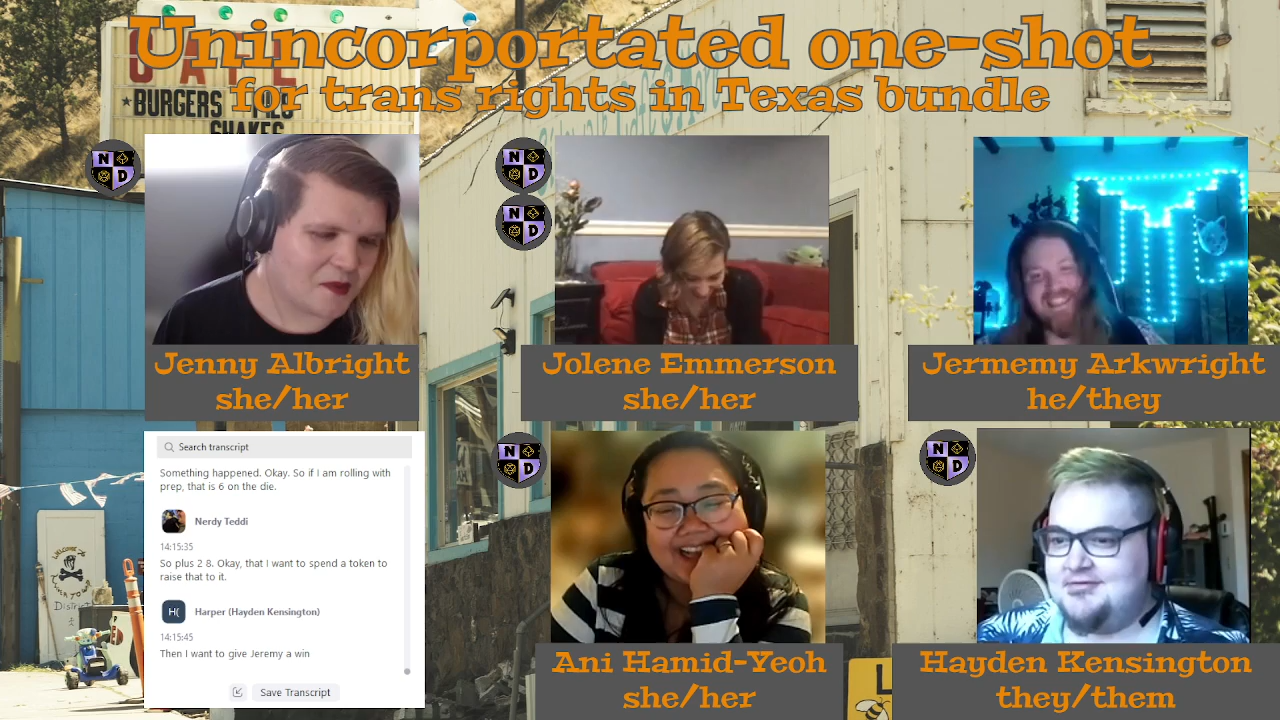 Unincorportated one-shot
for trans rights in Texas bundle
CAFE
★BURGERS PIES
SHAKES
N
D
N
D
N
D
Jenny Albright
she/her
Jolene Emmerson
she/her
Jermemy Arkwright
he/they
Search transcript
Something happened. Okay. So if I am rolling with
prep, that is 6 on the die.
Nerdy Teddi
14:15:35
So plus 2 8. Okay, that I want to spend a token to
raise that to it.
H(
Harper (Hayden Kensington)
14:15:45
Then I want to give Jeremy a win
Save Transcript
WELCOME
District
N
D
N
D
Ani Hamid-Yeoh
she/her
Hayden Kensington
they/them
L